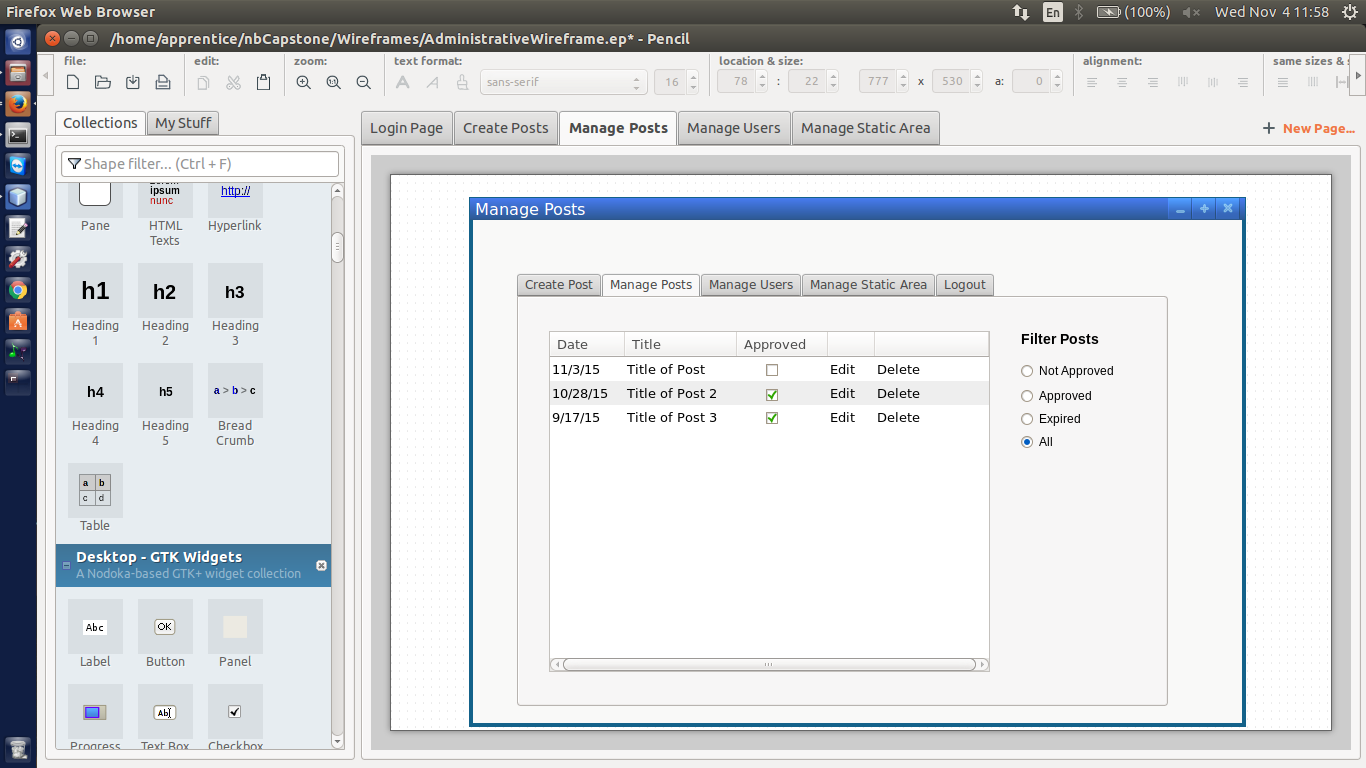 Firefox Web Browser
En
(100%)
Wed Nov 4 11:58
/home/apprentice/nbCapstone/Wireframes/AdministrativeWireframe.ep* - Pencil
file:
edit:
zoom:
text format:
location & size:
alignment:
same sizes & s
1:1
A
A
sans-serif
16
78
:
22
777
x
530
a:
0
Collections
My Stuff
Shape filter... (Ctrl + F)
ipsum
nunc
http://
Pane
HTML
Texts
Hyperlink
h1
h2
h3
Heading
1
Heading
2
Heading
3
h4
h5
a > b > c
Heading
4
Heading
5
Bread
Crumb
a b
c d
Table
Desktop - GTK Widgets
A Nodoka-based GTK+ widget collection
Abc
OK
Label
Button
Panel
Ab
Progress
Text Box
Checkbox
Login Page
Create Posts
Manage Posts
Manage Users
Manage Static Area
+ New Page...
Manage Posts
Create Post
Manage Posts
Manage Users
Manage Static Area
Logout
Date Title Approved
11/3/15 Title of Post Edit Delete
10/28/15 Title of Post 2 Edit Delete
9/17/15 Title of Post 3 Edit Delete
Filter Posts
Not Approved
Approved
Expired
All